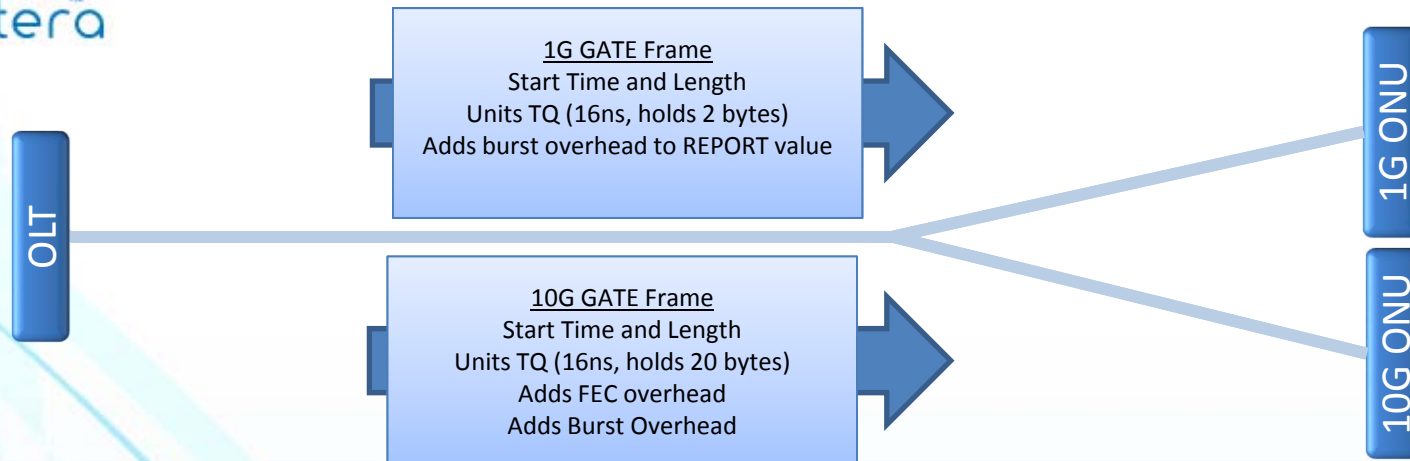 OLT
1G GATE Frame
Start Time and Length
Units TQ (16ns, holds 2 bytes)
Adds burst overhead to REPORT value
10G GATE Frame
Start Time and Length
Units TQ (16ns, holds 20 bytes)
Adds FEC overhead
Adds Burst Overhead
1G ONU
10G ONU